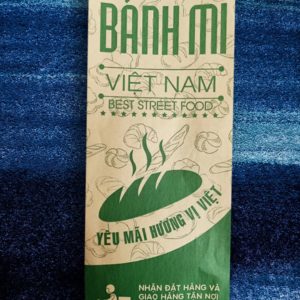 BÁNH MÌ
VIỆT NAM
BEST STREET FOOD
YÊU MÃI HƯƠNG VỊ VIỆT
NHẬN ĐẶT HÀNG VÀ
GIAO HÀNG TẬN NƠI